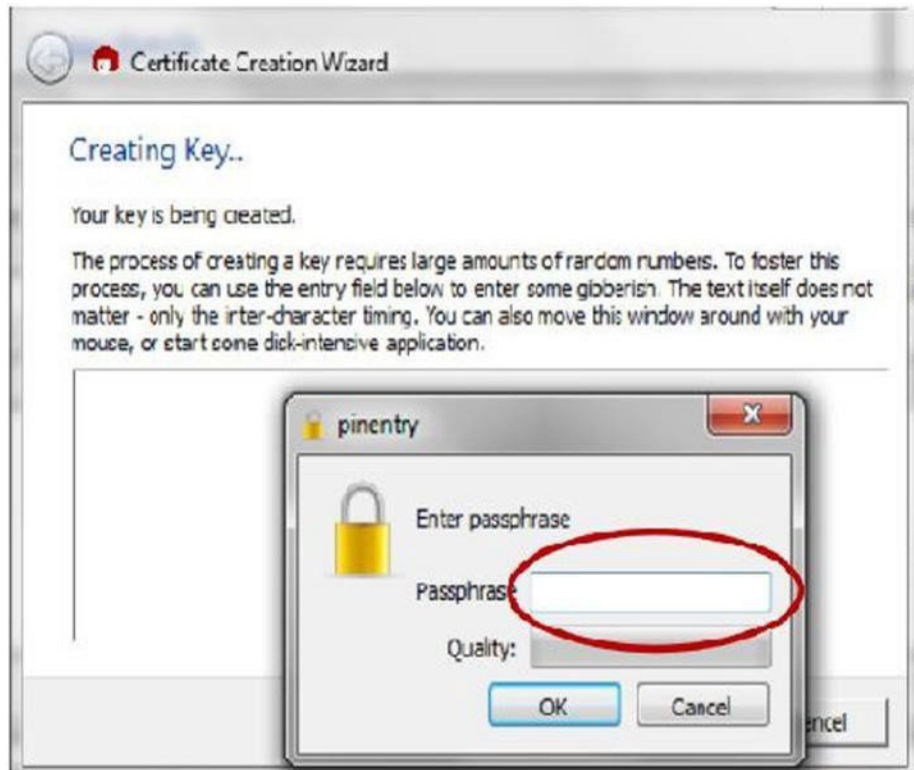 Certificate Creation Wizard
Creating Key..
Your key is being created.
The process of creating a key requires large amounts of random numbers. To foster this
process, you can use the entry field below to enter some gibberish. The text itself does not
matter - only the inter-character timing. You can also move this window around with your
mouse, or start some disk-intensive application.
pinentry
Enter passphrase
Passphrase
Quality:
OK
Cancel